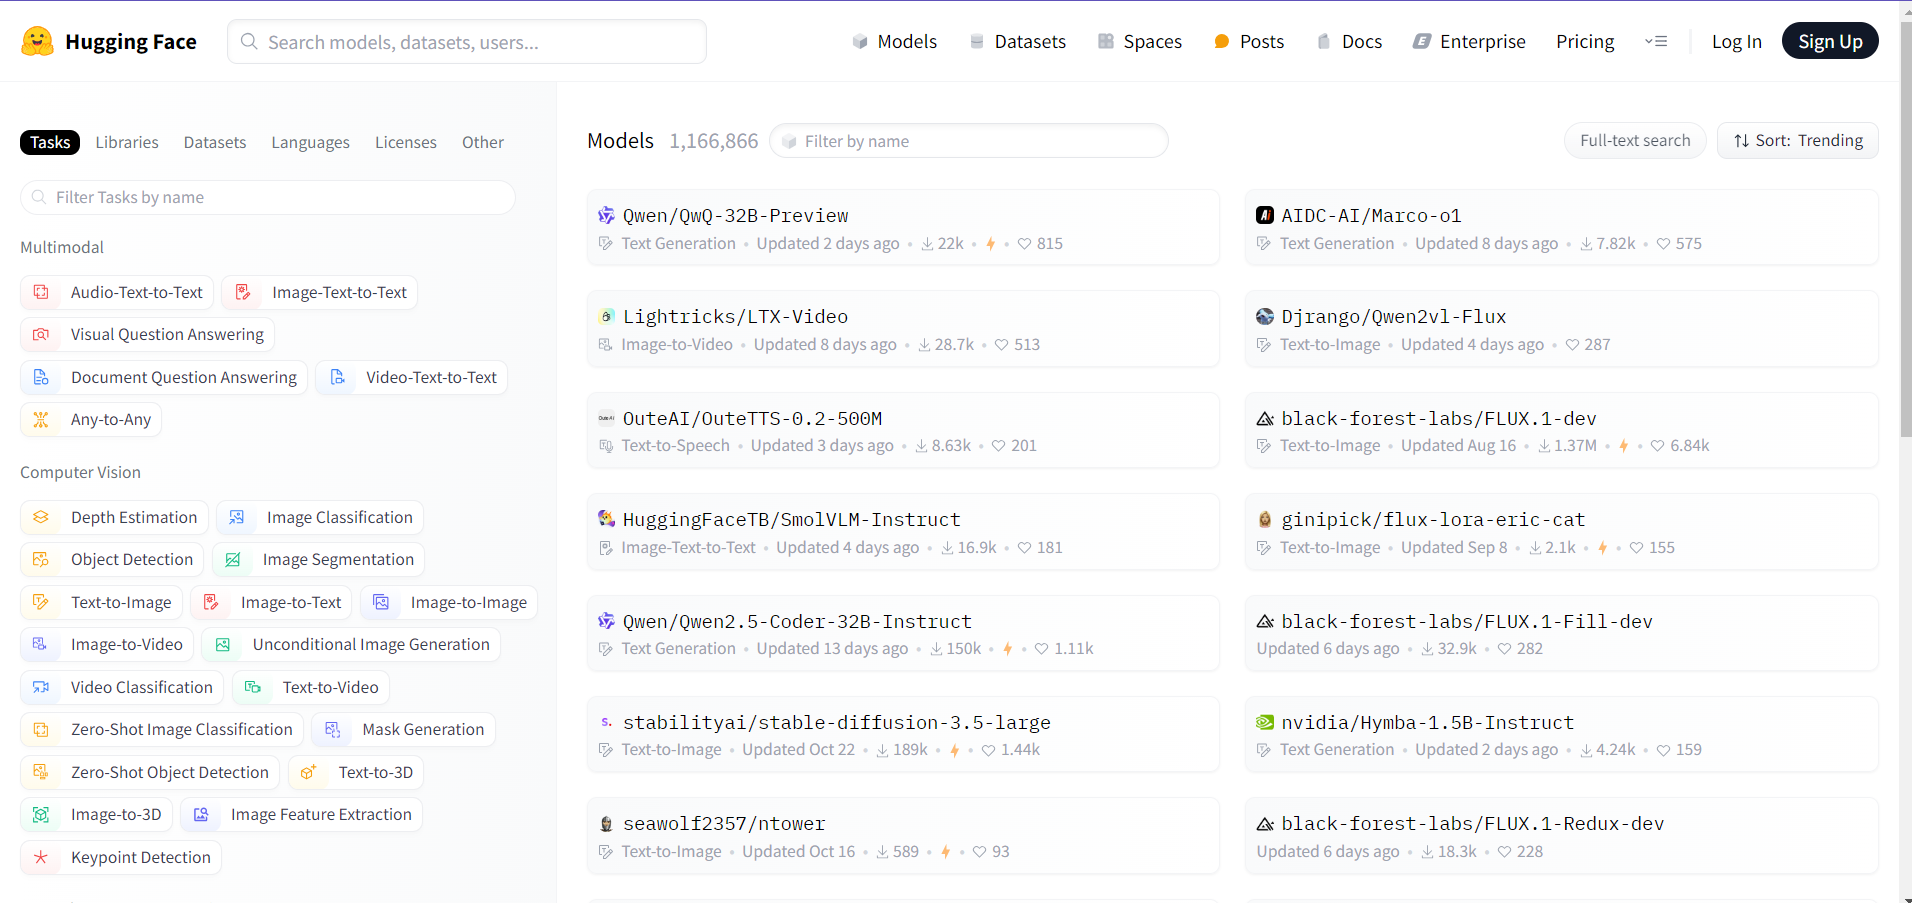 Hugging Face
Search models, datasets, users...
Models
Datasets
Spaces
Posts
Docs
Enterprise
Pricing
Log In
Sign Up
Tasks
Libraries
Datasets
Languages
Licenses
Other
Filter Tasks by name
Multimodal
Audio-Text-to-Text
Image-Text-to-Text
Visual Question Answering
Document Question Answering
Video-Text-to-Text
Any-to-Any
Computer Vision
Depth Estimation
Image Classification
Object Detection
Image Segmentation
Text-to-Image
Image-to-Text
Image-to-Image
Image-to-Video
Unconditional Image Generation
Video Classification
Text-to-Video
Zero-Shot Image Classification
Mask Generation
Zero-Shot Object Detection
Text-to-3D
Image-to-3D
Image Feature Extraction
Keypoint Detection
Models 1,166,866
Filter by name
Full-text search
Sort: Trending
Qwen/QwQ-32B-Preview
Text Generation • Updated 2 days ago • 22k • 815
AIDC-AI/Marco-o1
Text Generation • Updated 8 days ago • 7.82k • 575
Lightricks/LTX-Video
Image-to-Video • Updated 8 days ago • 28.7k • 513
Djrango/Qwen2vl-Flux
Text-to-Image • Updated 4 days ago • 287
OuteAI/OuteTTS-0.2-500M
Text-to-Speech • Updated 3 days ago • 8.63k • 201
black-forest-labs/FLUX.1-dev
Text-to-Image • Updated Aug 16 • 1.37M • 6.84k
HuggingFaceTB/SmolVLM-Instruct
Image-Text-to-Text • Updated 4 days ago • 16.9k • 181
ginipick/flux-lora-eric-cat
Text-to-Image • Updated Sep 8 • 2.1k • 155
Qwen/Qwen2.5-Coder-32B-Instruct
Text Generation • Updated 13 days ago • 150k • 1.11k
black-forest-labs/FLUX.1-Fill-dev
Updated 6 days ago • 32.9k • 282
stabilityai/stable-diffusion-3.5-large
Text-to-Image • Updated Oct 22 • 189k • 1.44k
nvidia/Hymba-1.5B-Instruct
Text Generation • Updated 2 days ago • 4.24k • 159
seawolf2357/ntower
Text-to-Image • Updated Oct 16 • 589 • 93
black-forest-labs/FLUX.1-Redux-dev
Updated 6 days ago • 18.3k • 228